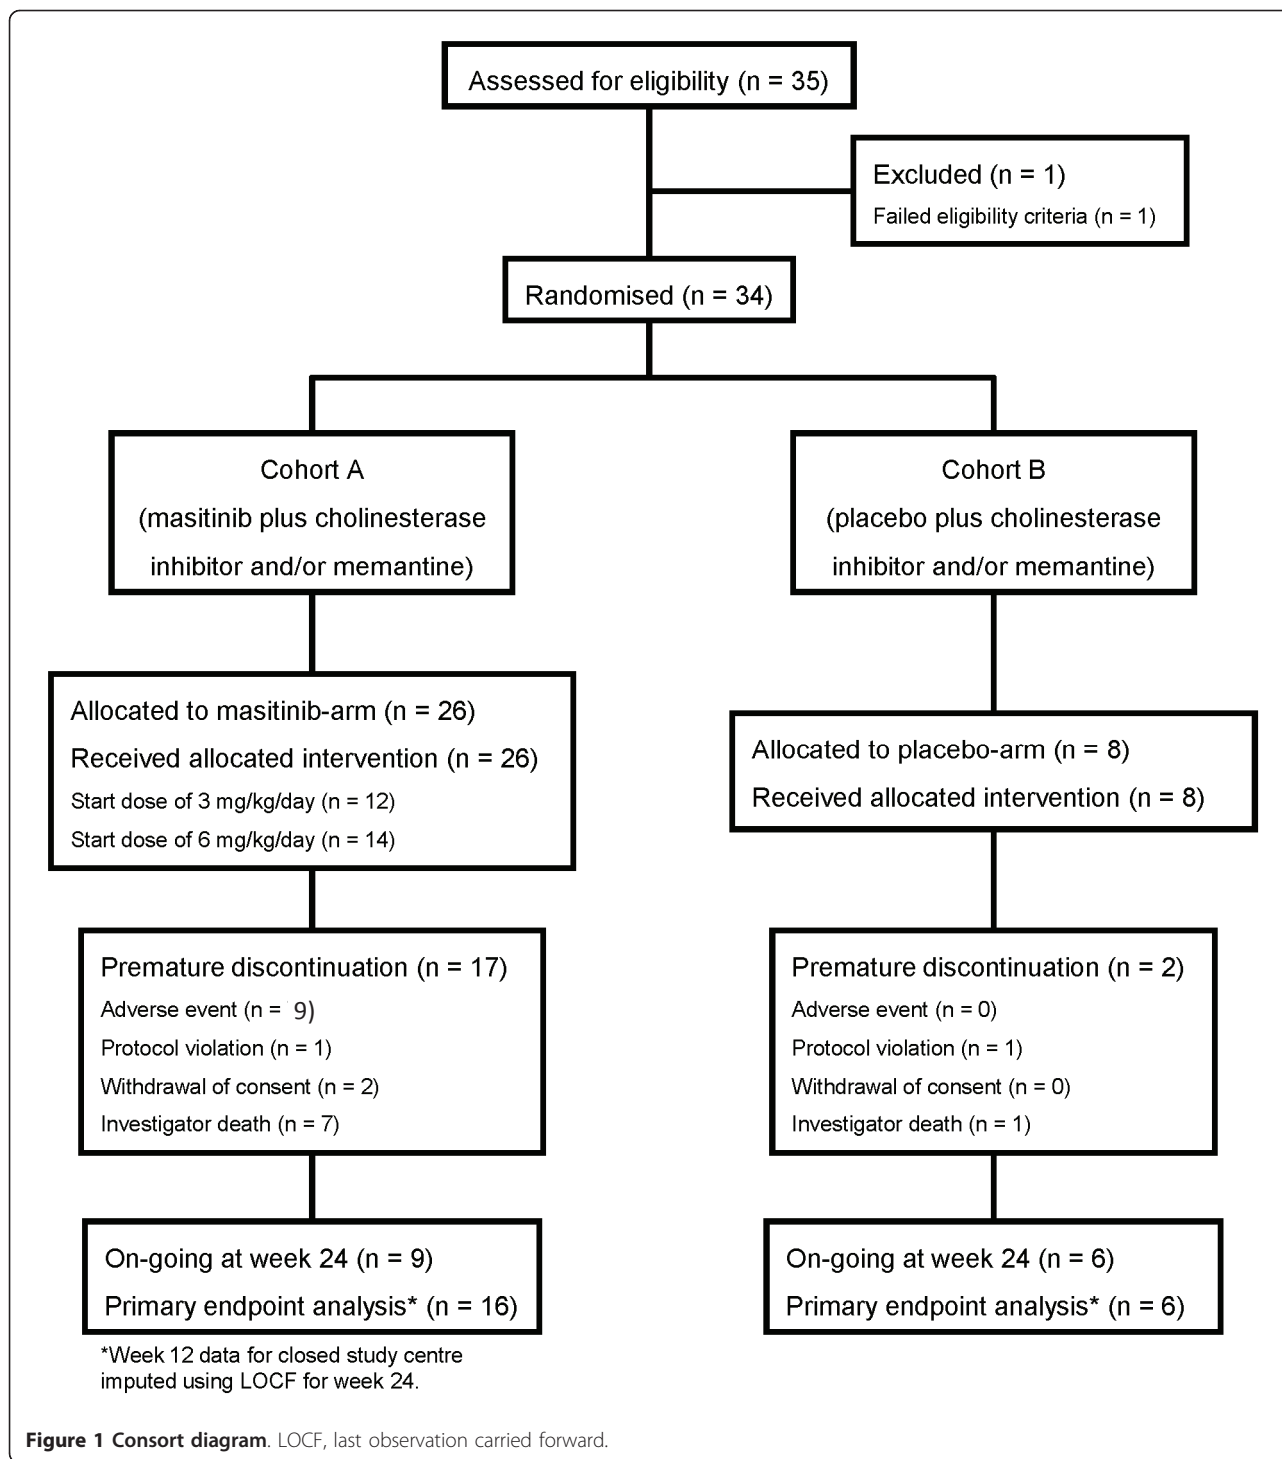 Assessed for eligibility (n = 35)
Excluded (n = 1)
Failed eligibility criteria (n = 1)
Randomised (n = 34)
Cohort A
(masitinib plus cholinesterase
inhibitor and/or memantine)
Cohort B
(placebo plus cholinesterase
inhibitor and/or memantine)
Allocated to masitinib-arm (n = 26)
Received allocated intervention (n = 26)
Start dose of 3 mg/kg/day (n = 12)
Start dose of 6 mg/kg/day (n = 14)
Allocated to placebo-arm (n = 8)
Received allocated intervention (n = 8)
Premature discontinuation (n = 17)
Adverse event (n = 9)
Protocol violation (n = 1)
Withdrawal of consent (n = 2)
Investigator death (n = 7)
Premature discontinuation (n = 2)
Adverse event (n = 0)
Protocol violation (n = 1)
Withdrawal of consent (n = 0)
Investigator death (n = 1)
On-going at week 24 (n = 9)
Primary endpoint analysis* (n = 16)
On-going at week 24 (n = 6)
Primary endpoint analysis* (n = 6)
*Week 12 data for closed study centre
imputed using LOCF for week 24.
Figure 1 Consort diagram. LOCF, last observation carried forward.